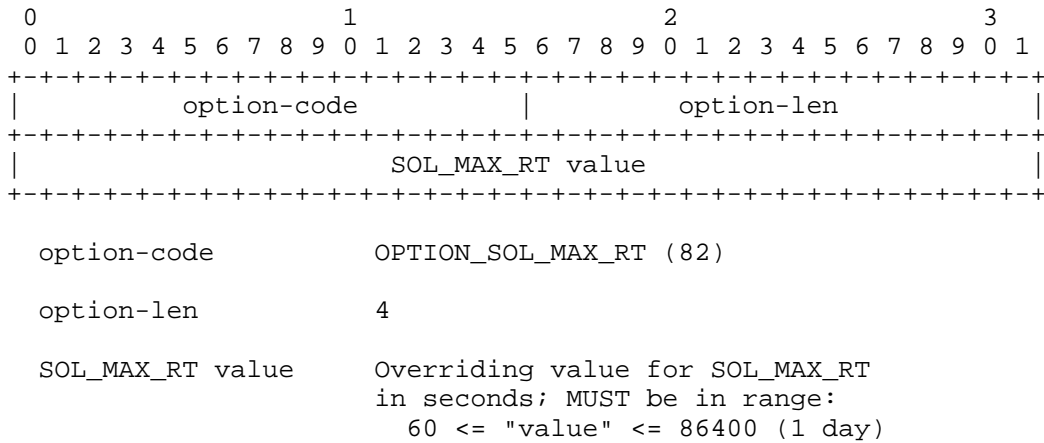 0                   1                   2                   3
 0 1 2 3 4 5 6 7 8 9 0 1 2 3 4 5 6 7 8 9 0 1 2 3 4 5 6 7 8 9 0 1
+-+-+-+-+-+-+-+-+-+-+-+-+-+-+-+-+-+-+-+-+-+-+-+-+-+-+-+-+-+-+-+-+
|          option-code          |         option-len            |
+-+-+-+-+-+-+-+-+-+-+-+-+-+-+-+-+-+-+-+-+-+-+-+-+-+-+-+-+-+-+-+-+
|                       SOL_MAX_RT value                        |
+-+-+-+-+-+-+-+-+-+-+-+-+-+-+-+-+-+-+-+-+-+-+-+-+-+-+-+-+-+-+-+-+
option-code          OPTION_SOL_MAX_RT (82)
option-len           4
SOL_MAX_RT value     Overriding value for SOL_MAX_RT
                     in seconds; MUST be in range:
                       60 <= "value" <= 86400 (1 day)